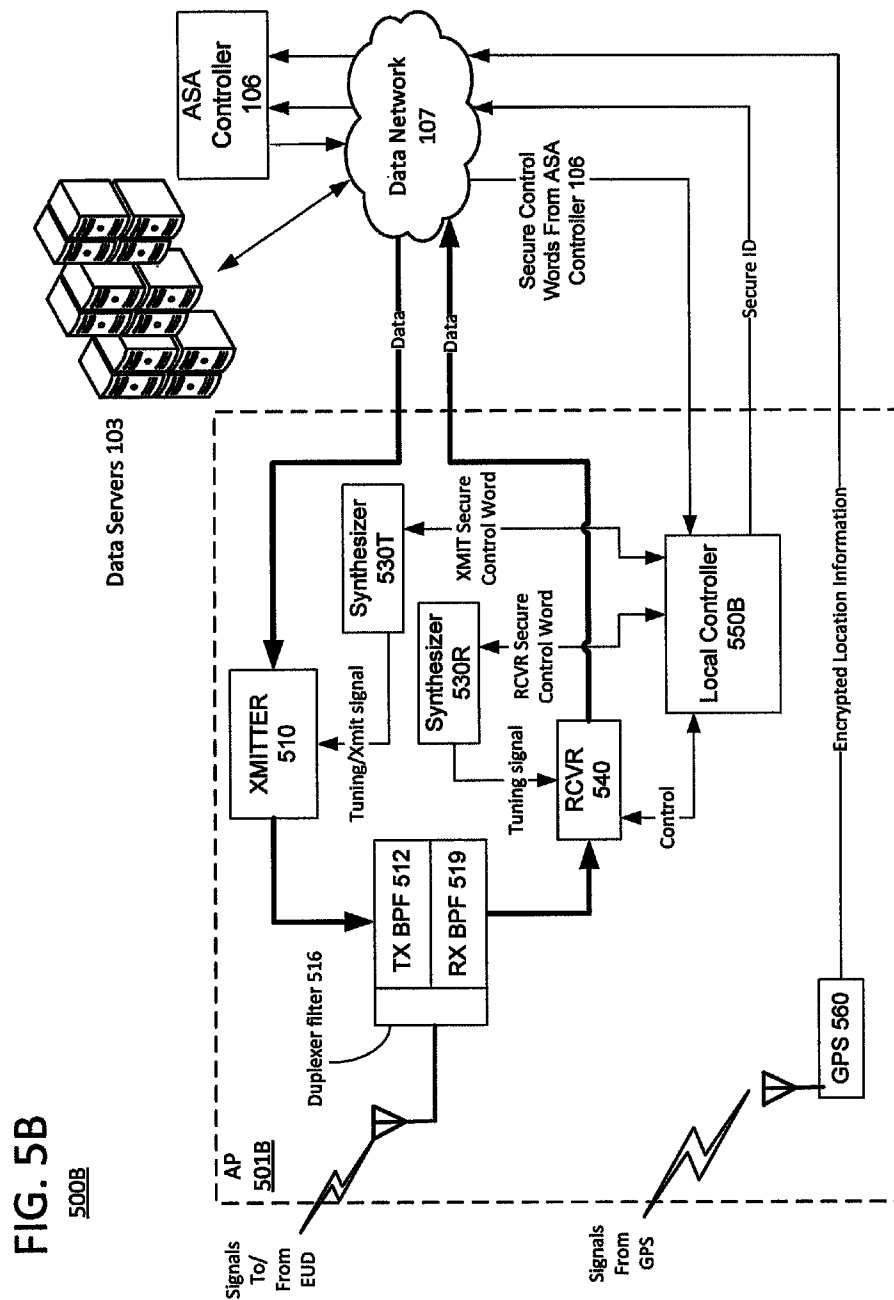 FIG. 5B
500B
Data Servers 103
ASA
Controller
106
Data Network
107
AP
501B
Signals
To/
From
EUD
Duplexer filter 516
TX BPF 512
RX BPF 519
XMITTER
510
Tuning/Xmit signal
Synthesizer
530T
Data
Data
Synthesizer
530R
Tuning signal
XMIT Secure
Control Word
RCVR Secure
Control Word
Secure Control
Words From ASA
Controller 106
RCVR
540
Control
Local Controller
550B
Secure ID
Signals
From
GPS
GPS 560
Encrypted Location Information